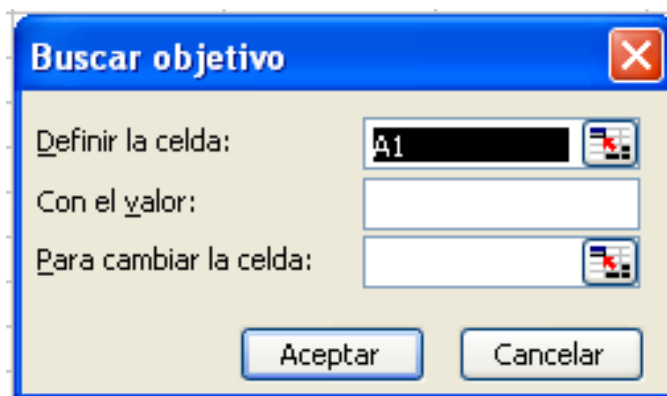 Buscar objetivo
Definir la celda: A1
Con el valor:
Para cambiar la celda:
Aceptar Cancelar